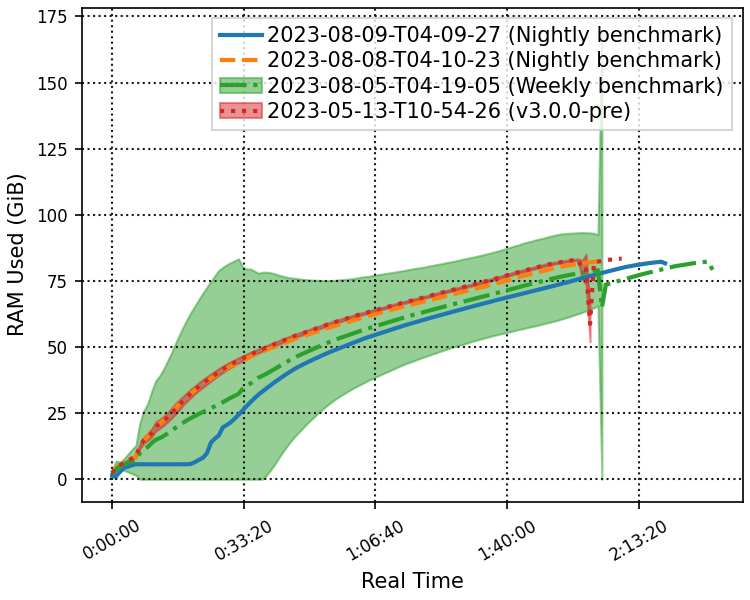 175
150
125
100
75
50
25
0
RAM Used (GiB)
2023-08-09-T04-09-27 (Nightly benchmark)
2023-08-08-T04-10-23 (Nightly benchmark)
2023-08-05-T04-19-05 (Weekly benchmark)
2023-05-13-T10-54-26 (v3.0.0-pre)
0:00:00
0:33:20
1:06:40
1:40:00
2:13:20
Real Time